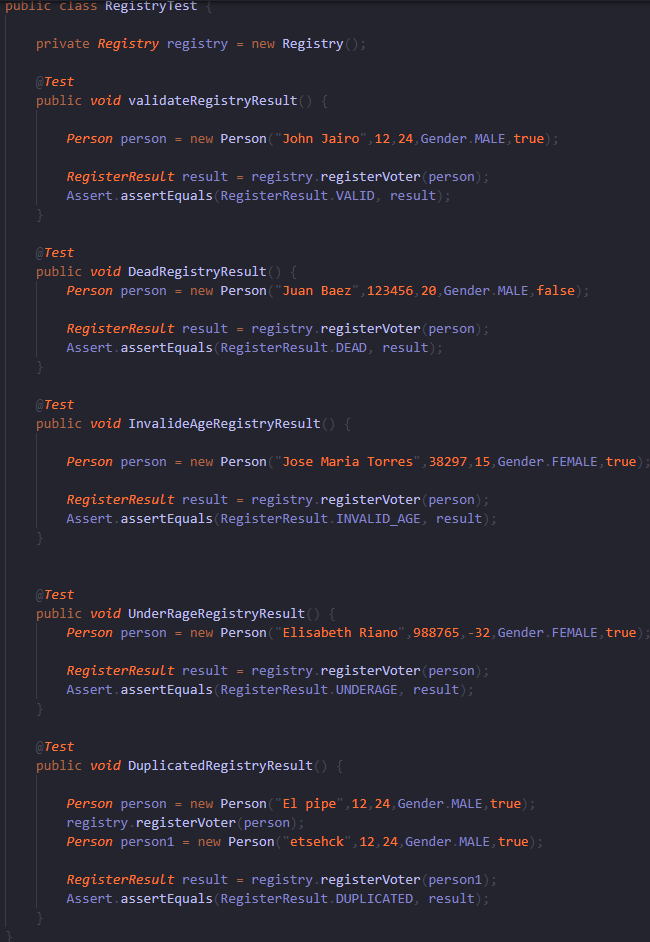 public class RegistryTest {
private Registry registry = new Registry();
@Test
public void validateRegistryResult() {
Person person = new Person("John Jairo",12,24,Gender.MALE,true);
RegisterResult result = registry.registerVoter(person);
Assert.assertEquals(RegisterResult.VALID, result);
}
@Test
public void DeadRegistryResult() {
Person person = new Person("Juan Baez",123456,20,Gender.MALE,false);
RegisterResult result = registry.registerVoter(person);
Assert.assertEquals(RegisterResult.DEAD, result);
}
@Test
public void InvalideAgeRegistryResult() {
Person person = new Person("Jose Maria Torres",38297,15,Gender.FEMALE,true);
RegisterResult result = registry.registerVoter(person);
Assert.assertEquals(RegisterResult.INVALID_AGE, result);
}
@Test
public void UnderRageRegistryResult() {
Person person = new Person("Elisabeth Riano",988765,-32,Gender.FEMALE,true);
RegisterResult result = registry.registerVoter(person);
Assert.assertEquals(RegisterResult.UNDERAGE, result);
}
@Test
public void DuplicatedRegistryResult() {
Person person = new Person("El pipe",12,24,Gender.MALE,true);
registry.registerVoter(person);
Person person1 = new Person("etsehck",12,24,Gender.MALE,true);
RegisterResult result = registry.registerVoter(person1);
Assert.assertEquals(RegisterResult.DUPLICATED, result);
}
}